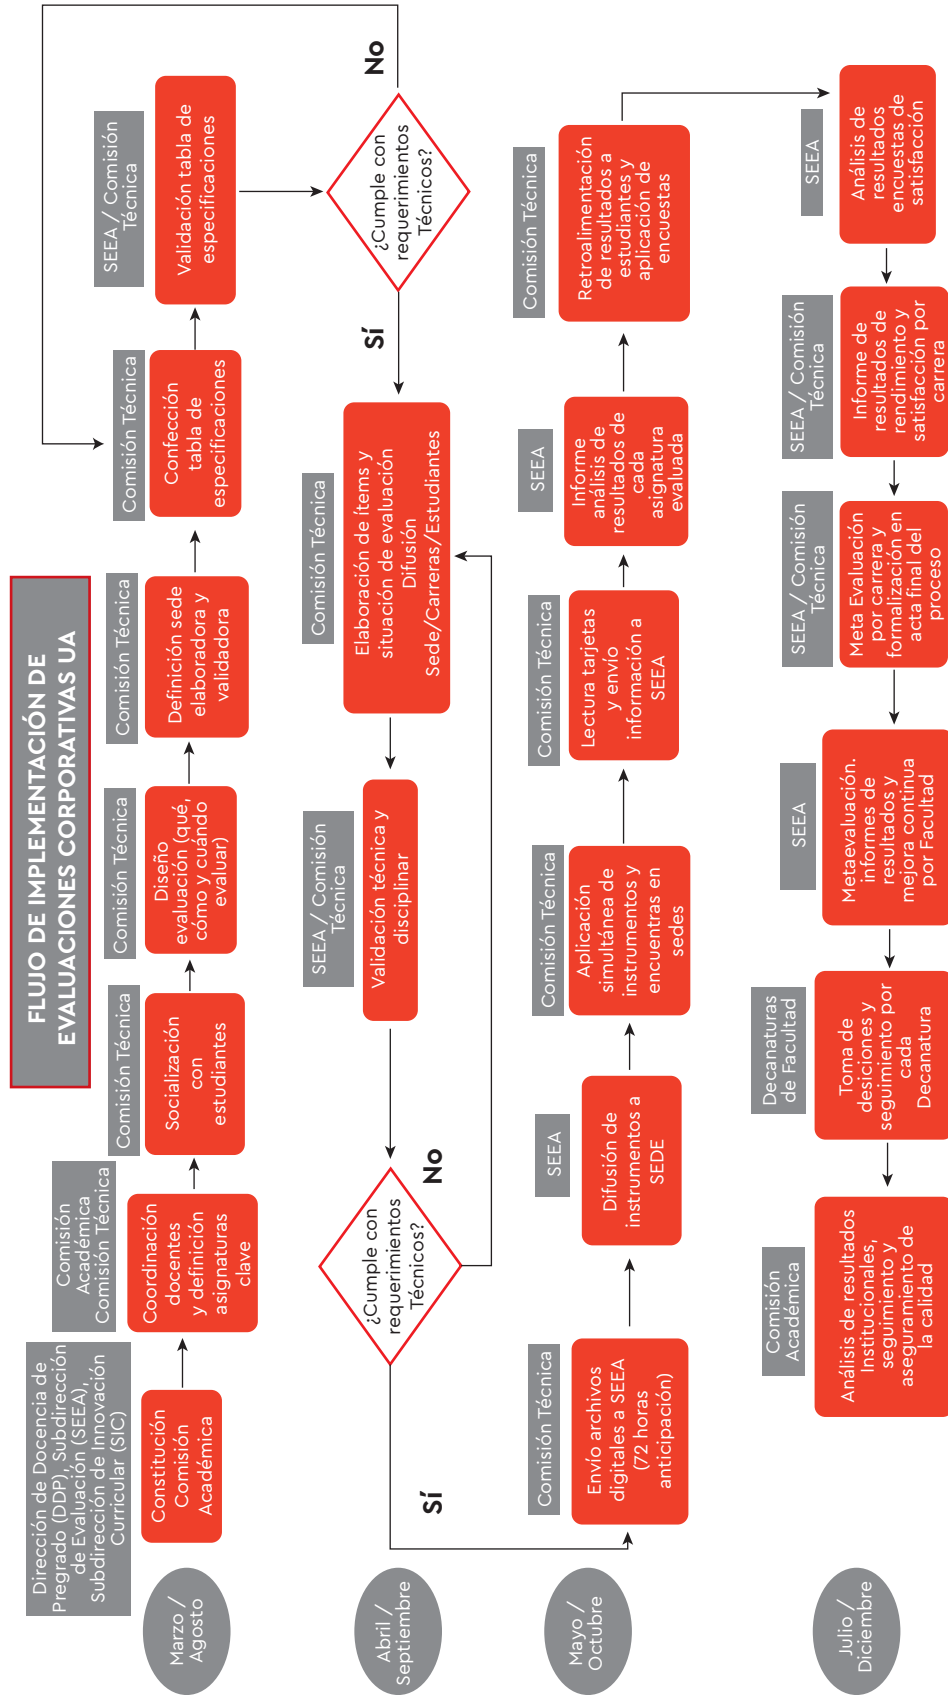 FLUJO DE IMPLEMENTACIÓN DE
EVALUACIONES CORPORATIVAS UA
Marzo /
Agosto
Dirección de Docencia de
Pregrado (DDP), Subdirección
de Evaluación (SEEA),
Subdirección de Innovación
Curricular (SIC)
Constitución
Comisión
Académica
Comisión
Académica
Comisión Técnica
Coordinación
docentes
y definición
asignaturas
clave
Comisión Técnica
Socialización
con
estudiantes
Comisión Técnica
Diseño
evaluación (qué,
cómo y cuándo
evaluar)
Comisión Técnica
Definición sede
elaboradora y
validadora
Comisión Técnica
Confección
tabla de
especificaciones
SEEA / Comisión
Técnica
Validación tabla de
especificaciones
¿Cumple con
requerimientos
Técnicos?
No
Sí
Abril /
Septiembre
Comisión Técnica
Elaboración de ítems y
situación de evaluación
Difusión
Sede/Carreras/Estudiantes
SEEA / Comisión
Técnica
Validación técnica y
disciplinar
¿Cumple con
requerimientos
Técnicos?
No
Sí
Mayo /
Octubre
Comisión Técnica
Envío archivos
digitales a SEEA
(72 horas
anticipación)
SEEA
Difusión de
instrumentos a
SEDE
Comisión Técnica
Aplicación
simultánea de
instrumentos y
encuentras en
sedes
Comisión Técnica
Lectura tarjetas
y envío
información a
SEEA
SEEA
Informe
análisis de
resultados de
cada
asignatura
evaluada
Comisión Técnica
Retroalimentación
de resultados a
estudiantes y
aplicación de
encuestas
Julio /
Diciembre
SEEA
Análisis de
resultados
encuestas de
satisfacción
SEEA / Comisión
Técnica
Informe de
resultados de
rendimiento y
satisfacción por
carrera
SEEA / Comisión
Técnica
Meta Evaluación
por carrera y
formalización en
acta final del
proceso
SEEA
Metaevaluación.
informes de
resultados y
mejora continua
por Facultad
Decanaturas
de Facultad
Toma de
desiciones y
seguimiento por
cada
Decanatura
Comisión
Académica
Análisis de resultados
Institucionales,
seguimiento y
aseguramiento de
la calidad